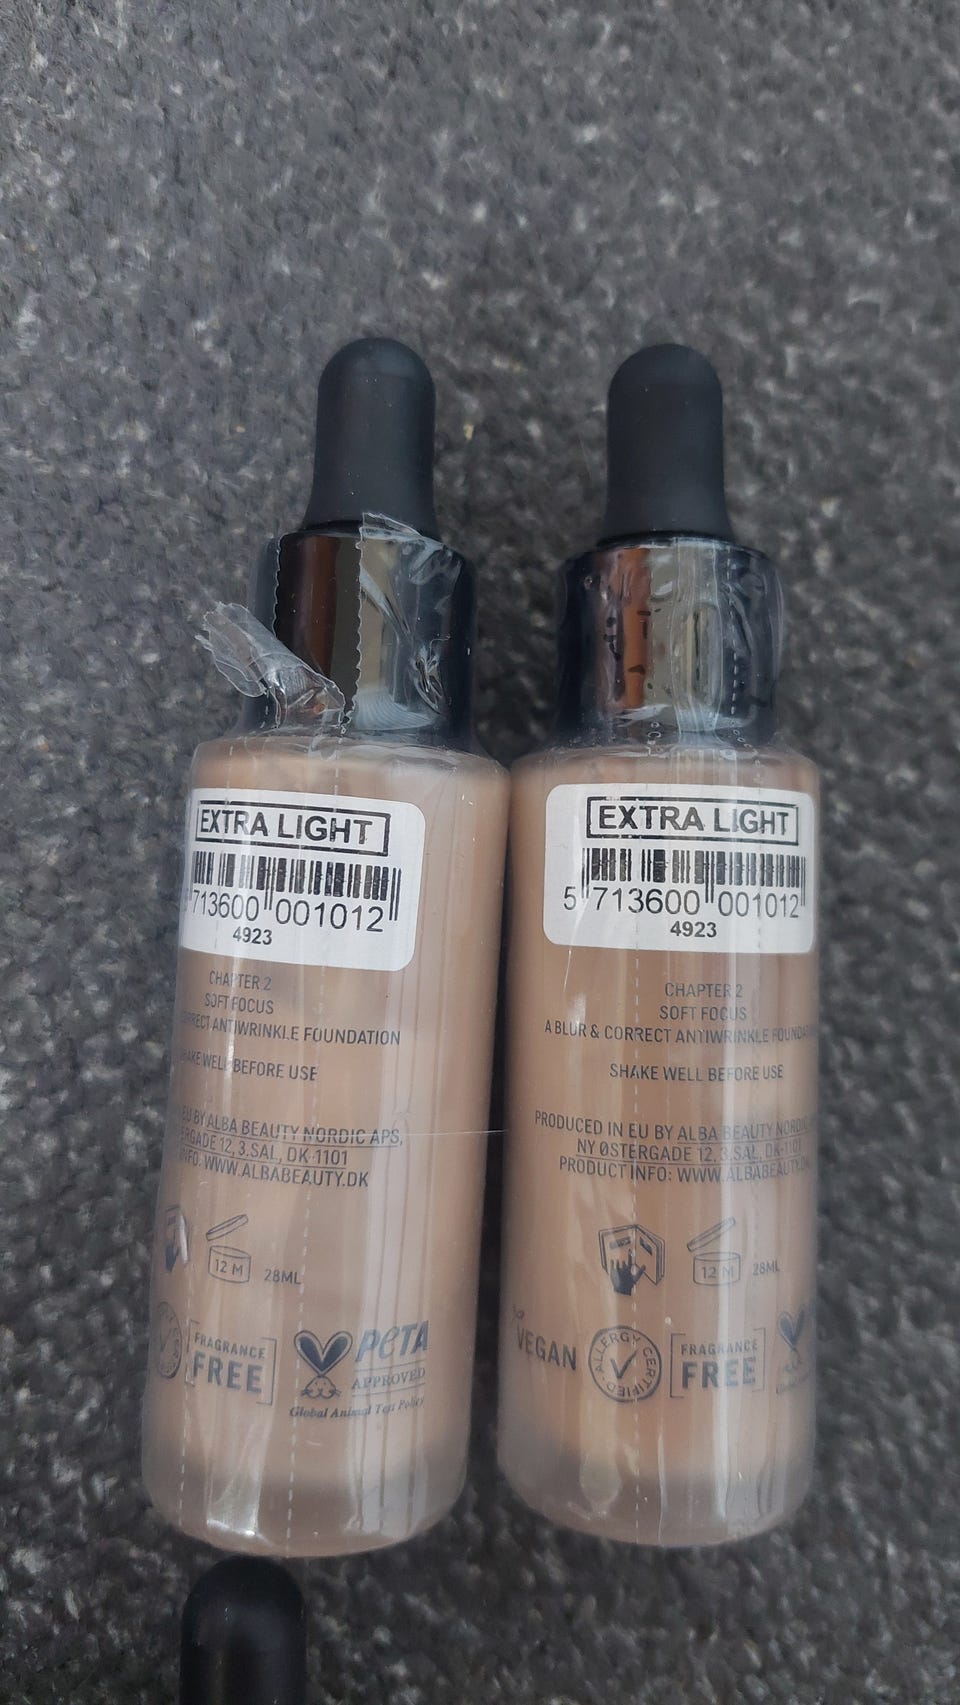 EXTRA LIGHT
713600 001012
4923
CHAPTER 2
SOFT FOCUS
CORRECT ANTIWRINKLE FOUNDATION
SHAKE WELL BEFORE USE
EU BY ALBA BEAUTY NORDIC APS,
12, 3.SAL, DK-1101
INFO: WWW.ALBABEAUTY.DK
12 M 28ML
FRAGRANCE
FREE
PETA
APPROVED
Global Animal Test Policy
EXTRA LIGHT
5 713600 001012
4923
CHAPTER 2
SOFT FOCUS
A BLUR & CORRECT ANTIWRINKLE
SHAKE WELL BEFORE USE
PRODUCED IN EU BY ALBA BEAUTY NORDIC
NY ØSTERGADE 12, 3.SAL, DK-1101
PRODUCT INFO: WWW.ALBABEAUTY.DK
12 M 28ML
VEGAN
ALLERGY CERTIFIED
FRAGRANCE
FREE